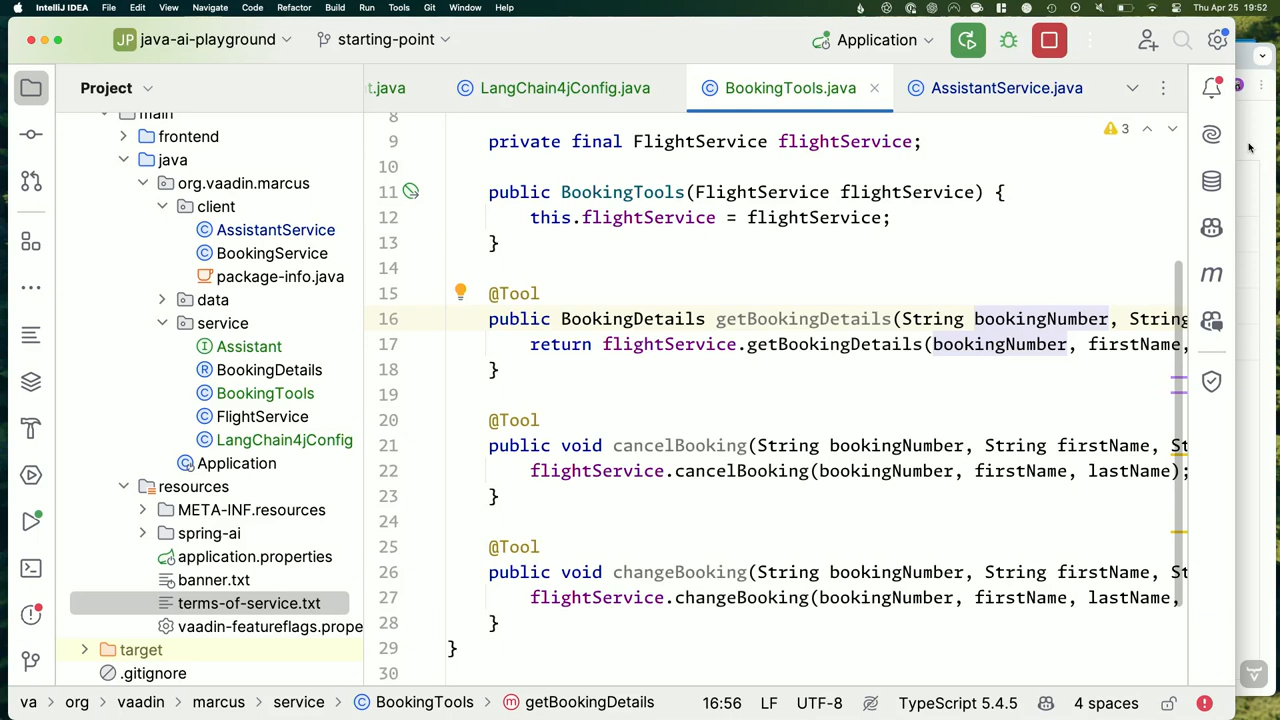 IntelliJ IDEA File Edit View Navigate Code Refactor Build Run Tools Git Window Help Thu Apr 25 19:52
JP java-ai-playground starting-point Application
Project
t.java LangChain4jConfig.java BookingTools.java AssistantService.java
main
frontend
java
org.vaadin.marcus
client
AssistantService
BookingService
package-info.java
data
service
Assistant
BookingDetails
BookingTools
FlightService
LangChain4jConfig
Application
resources
META-INF.resources
spring-ai
application.properties
banner.txt
terms-of-service.txt
vaadin-featureflags.prope
target
.gitignore
3
8
9 private final FlightService flightService;
10
11 public BookingTools(FlightService flightService) {
12 this.flightService = flightService;
13 }
14
15 @Tool
16 public BookingDetails getBookingDetails(String bookingNumber, String
17 return flightService.getBookingDetails(bookingNumber, firstName,
18 }
19
20 @Tool
21 public void cancelBooking(String bookingNumber, String firstName, St
22 flightService.cancelBooking(bookingNumber, firstName, lastName);
23 }
24
25 @Tool
26 public void changeBooking(String bookingNumber, String firstName, St
27 flightService.changeBooking(bookingNumber, firstName, lastName,
28 }
29 }
30
m
va org vaadin marcus service BookingTools getBookingDetails 16:56 LF UTF-8 TypeScript 5.4.5 4 spaces